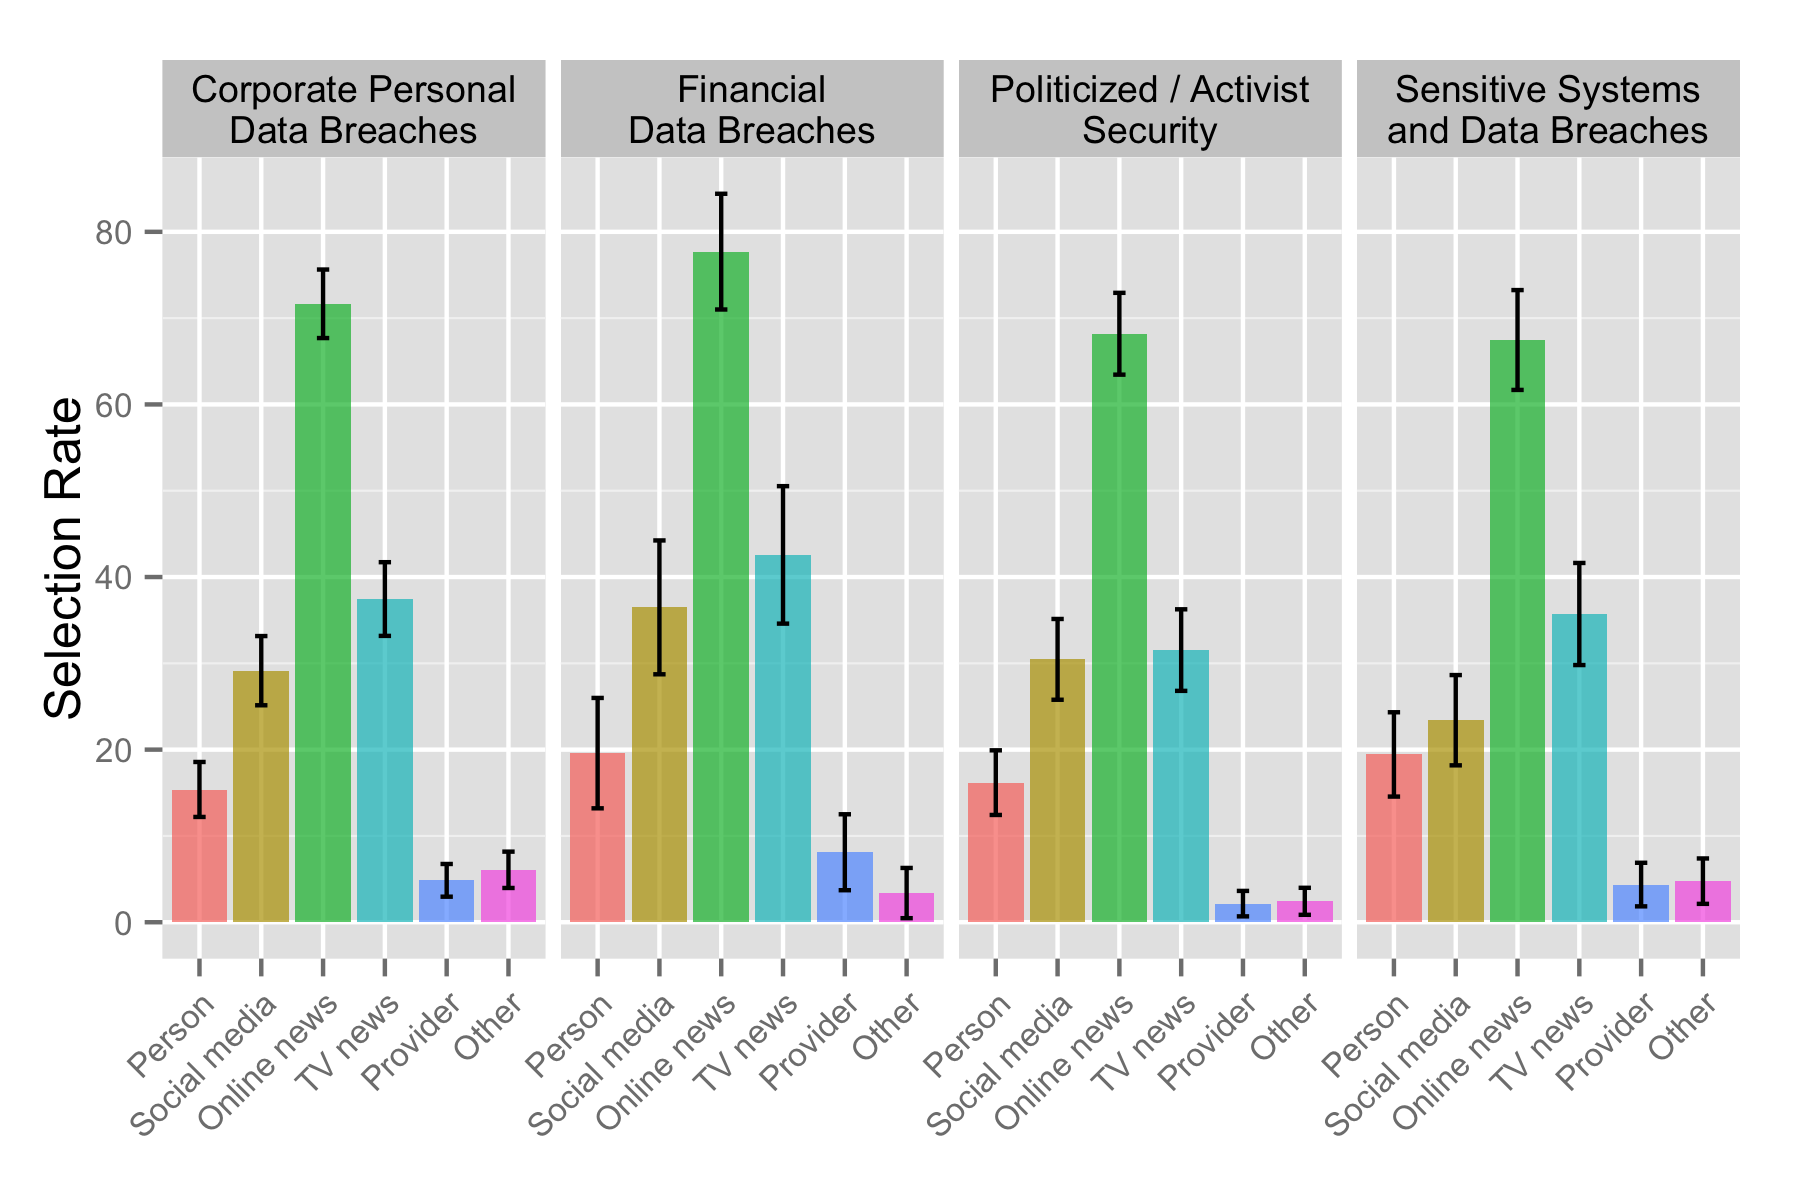 Corporate Personal
Data Breaches
Financial
Data Breaches
Politicized / Activist
Security
Sensitive Systems
and Data Breaches
Selection Rate
80
60
40
20
0
Person
Social media
Online news
TV news
Provider
Other
Person
Social media
Online news
TV news
Provider
Other
Person
Social media
Online news
TV news
Provider
Other
Person
Social media
Online news
TV news
Provider
Other